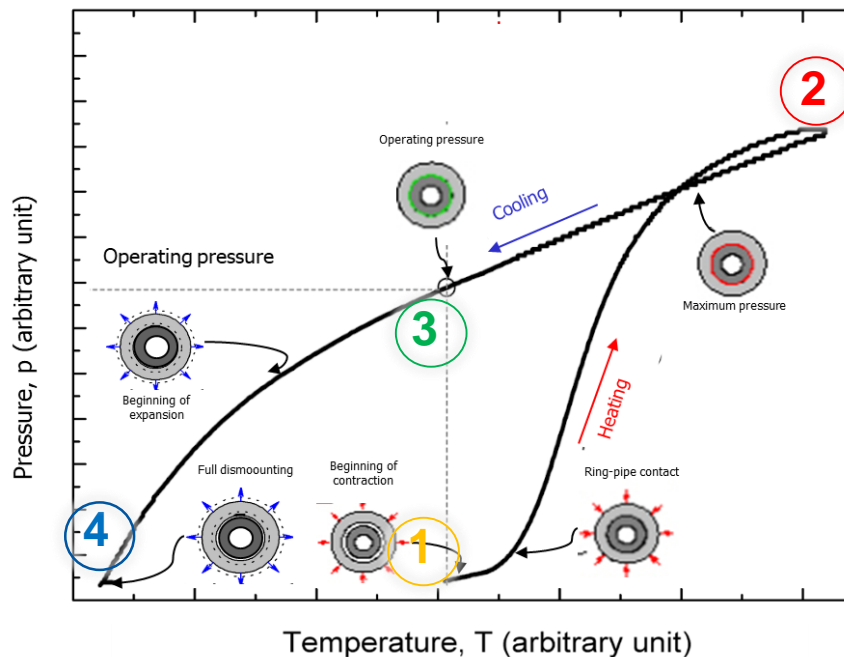 2
Operating pressure
Cooling
Operating pressure
Maximum pressure
3
Beginning of
expansion
Heating
Full dismoounting
Beginning of
contraction
Ring-pipe contact
4
1
Pressure, p (arbitrary unit)
Temperature, T (arbitrary unit)